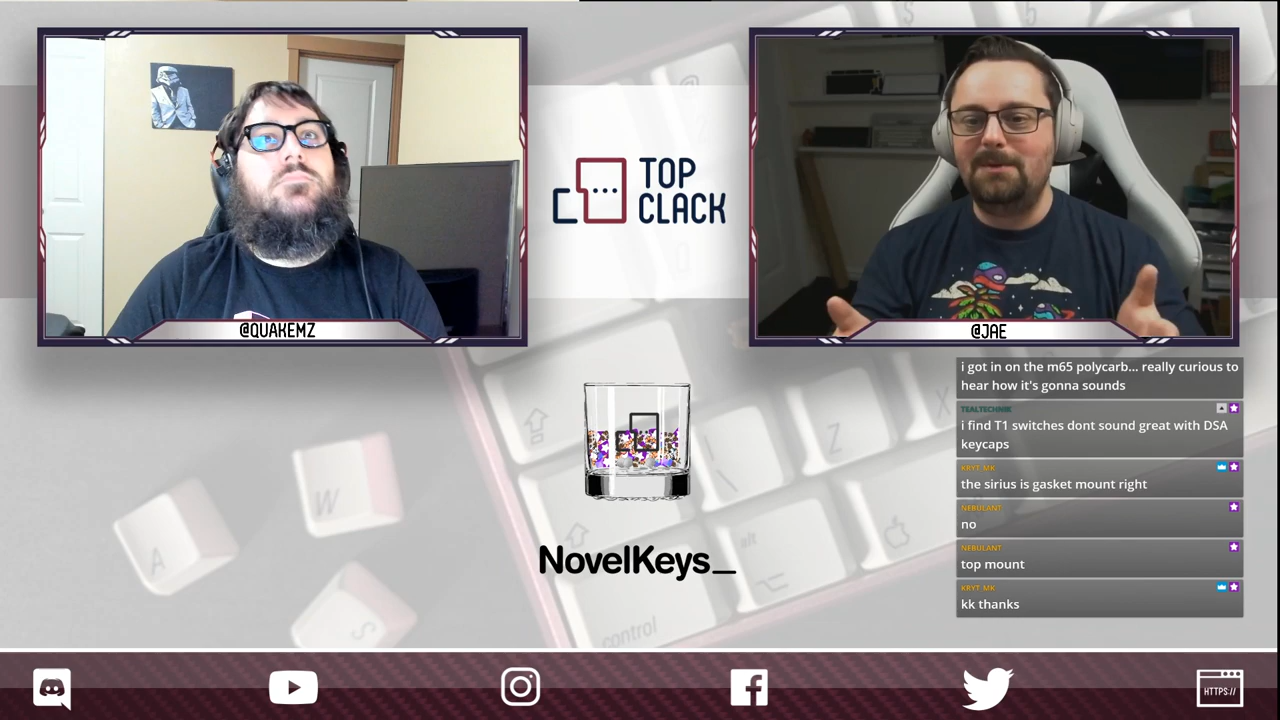 TOP
CLACK
@QUAKEMZ
@JAE
i got in on the m65 polycarb... really curious to
hear how it's gonna sounds
TEALTECHNIK
i find T1 switches dont sound great with DSA
keycaps
KRYT_MK
the sirius is gasket mount right
NEBULANT
no
NEBULANT
top mount
KRYT_MK
kk thanks
NovelKeys_
W
A
S
Z
X
alt
control
HTTPS://